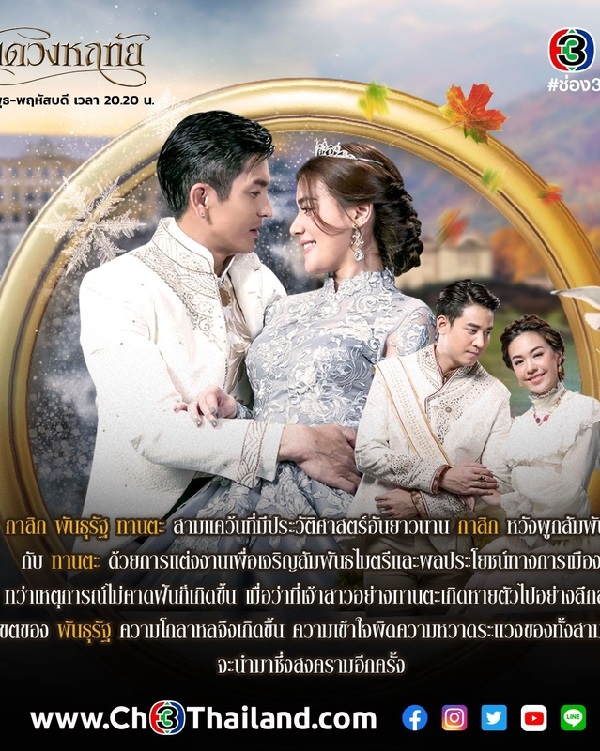 ดวงหฤทัย
ธ-พฤหัสบดี เวลา 20.20 น.
3
#ช่อง3
กาสิก พันธุรัฐ ทานตะ สามแคว้นที่มีประวัติศาสตร์อันยาวนาน กาสิก หวังผูกสัมพัน
กับ ทานตะ ด้วยการแต่งงานเพื่อเจริญสัมพันธไมตรีและผลประโยชน์ทางการเมือง
ทว่าเหตุการณ์ไม่คาดฝันก็เกิดขึ้น เมื่อว่าที่เจ้าสาวอย่างทานตะเกิดหายตัวไปอย่างลึกล
เขตของ พันธุรัฐ ความโกลาหลจึงเกิดขึ้น ความเข้าใจผิดความหวาดระแวงของทั้งสาม
จะนำมาซึ่งสงครามอีกครั้ง
www.Ch3Thailand.com
LINE